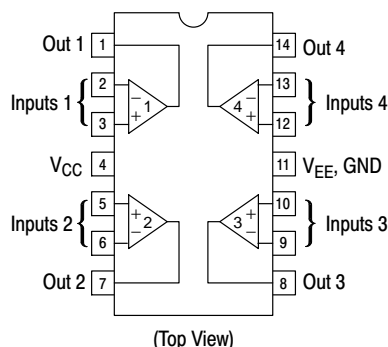 Out 1 1 14 Out 4
2 13
Inputs 1 − 1 4 − Inputs 4
3 + + 12
VCC 4 11 VEE, GND
5 + + 10
Inputs 2 − 2 3 − Inputs 3
6 9
Out 2 7 8 Out 3
(Top View)